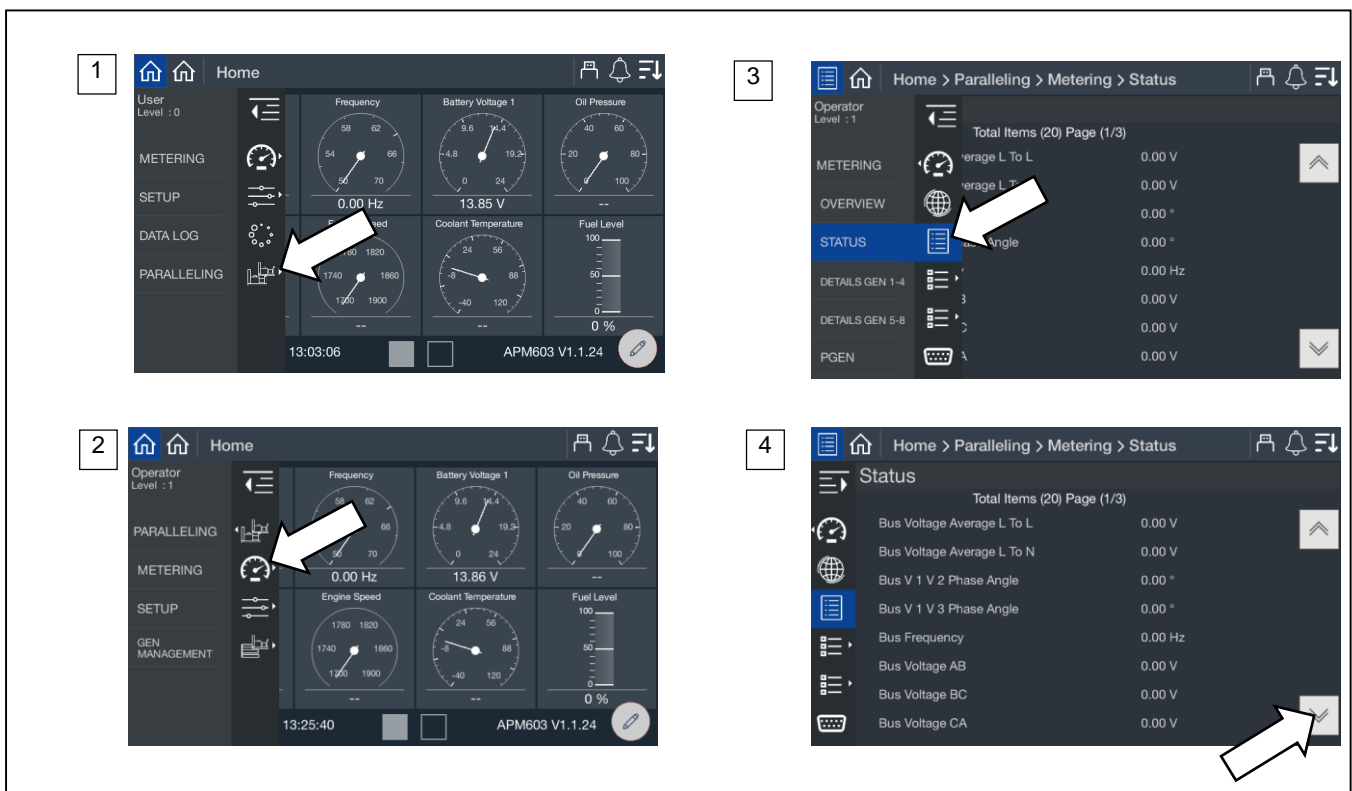 1
Home
User
Level : 0
METERING
SETUP
DATA LOG
PARALLELING
Frequency
58 62
54 66
50 70
0.00 Hz
Battery Voltage 1
9.6 14.4
4.8 19.2
0 24
13.85 V
Oil Pressure
40 60
20 80
0 100
--
1780 1820
1740 1860
1700 1900
--
Coolant Temperature
24 56
-8 88
-40 120
--
Fuel Level
100
50
0
0 %
13:03:06
APM603 V1.1.24
2
Home
Operator
Level : 1
PARALLELING
METERING
SETUP
GEN
MANAGEMENT
Frequency
58 62
66
50 70
0.00 Hz
Battery Voltage 1
9.6 14.4
4.8 19.2
0 24
13.86 V
Oil Pressure
40 60
20 80
0 100
--
Engine Speed
1780 1820
1740 1860
1700 1900
--
Coolant Temperature
24 56
-8 88
-40 120
--
Fuel Level
100
50
0
0 %
13:25:40
APM603 V1.1.24
3
Home > Paralleling > Metering > Status
Operator
Level : 1
METERING
OVERVIEW
STATUS
DETAILS GEN 1-4
DETAILS GEN 5-8
PGEN
Total Items (20) Page (1/3)
verage L To L 0.00 V
verage L T 0.00 V
0.00 °
Angle 0.00 °
0.00 Hz
0.00 V
C 0.00 V
A 0.00 V
4
Home > Paralleling > Metering > Status
Status
Total Items (20) Page (1/3)
Bus Voltage Average L To L 0.00 V
Bus Voltage Average L To N 0.00 V
Bus V 1 V 2 Phase Angle 0.00 °
Bus V 1 V 3 Phase Angle 0.00 °
Bus Frequency 0.00 Hz
Bus Voltage AB 0.00 V
Bus Voltage BC 0.00 V
Bus Voltage CA 0.00 V